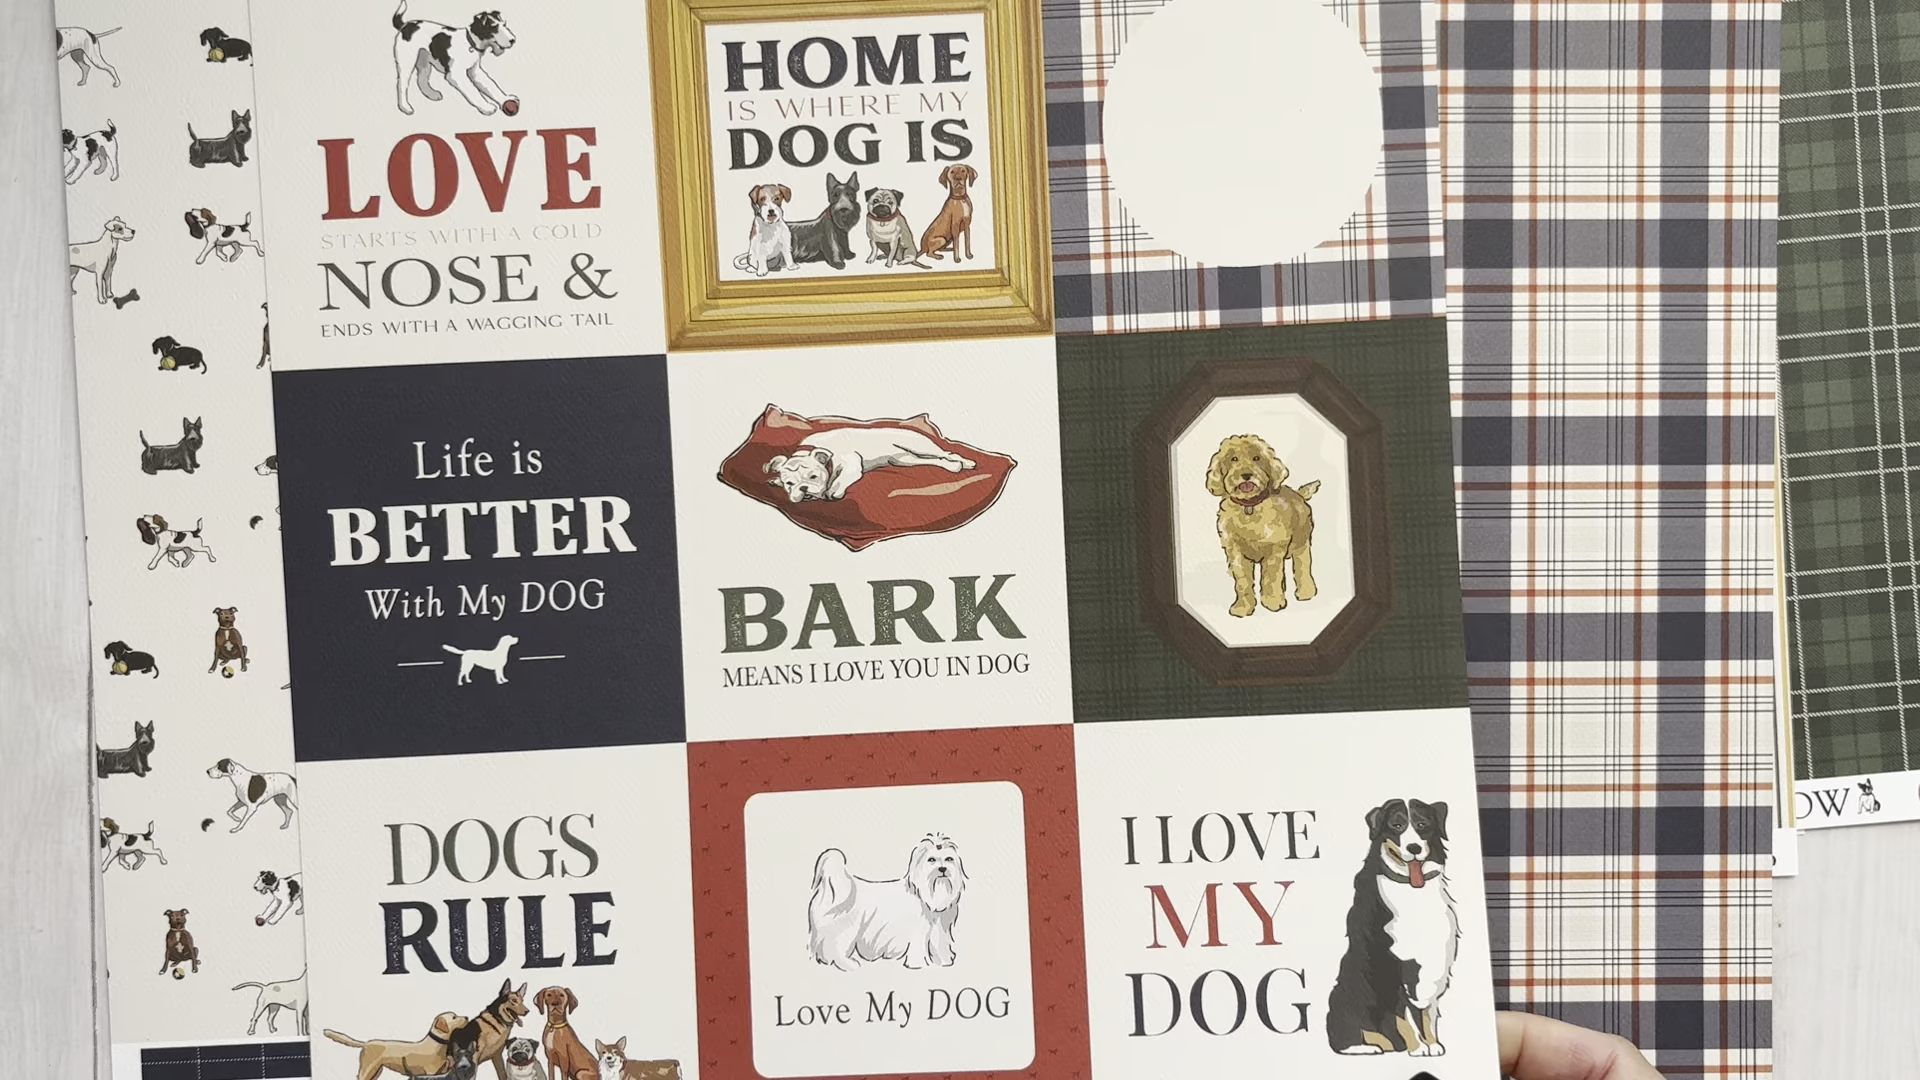 LOVE
STARTS WITH A COLD
NOSE &
ENDS WITH A WAGGING TAIL
HOME
IS WHERE MY
DOG IS
Life is
BETTER
With My DOG
BARK
MEANS I LOVE YOU IN DOG
DOGS
RULE
Love My DOG
I LOVE
MY
DOG